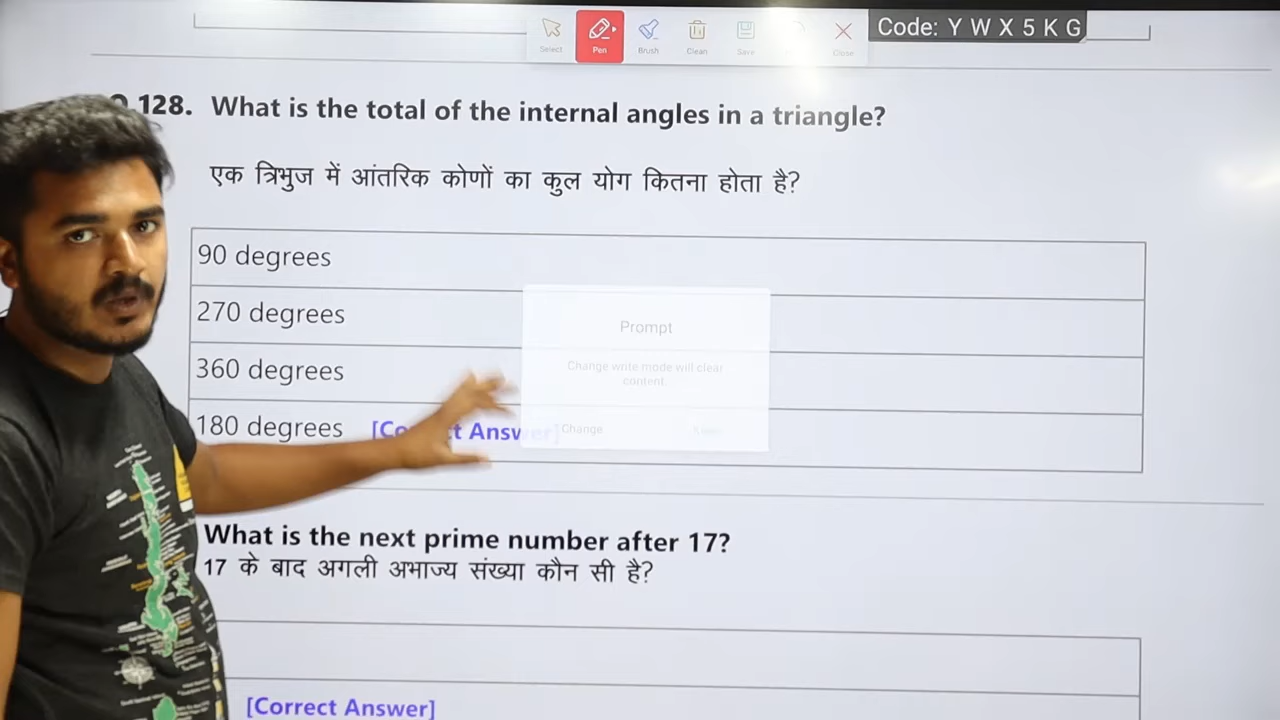 Select
Pen
Brush
Clean
Save
Close
Code: Y W X 5 K G
128. What is the total of the internal angles in a triangle?
एक त्रिभुज में आंतरिक कोणों का कुल योग कितना होता है?
90 degrees
270 degrees
360 degrees
180 degrees
Prompt
Change write mode will clear
content
Change
What is the next prime number after 17?
17 के बाद अगली अभाज्य संख्या कौन सी है?
[Correct Answer]